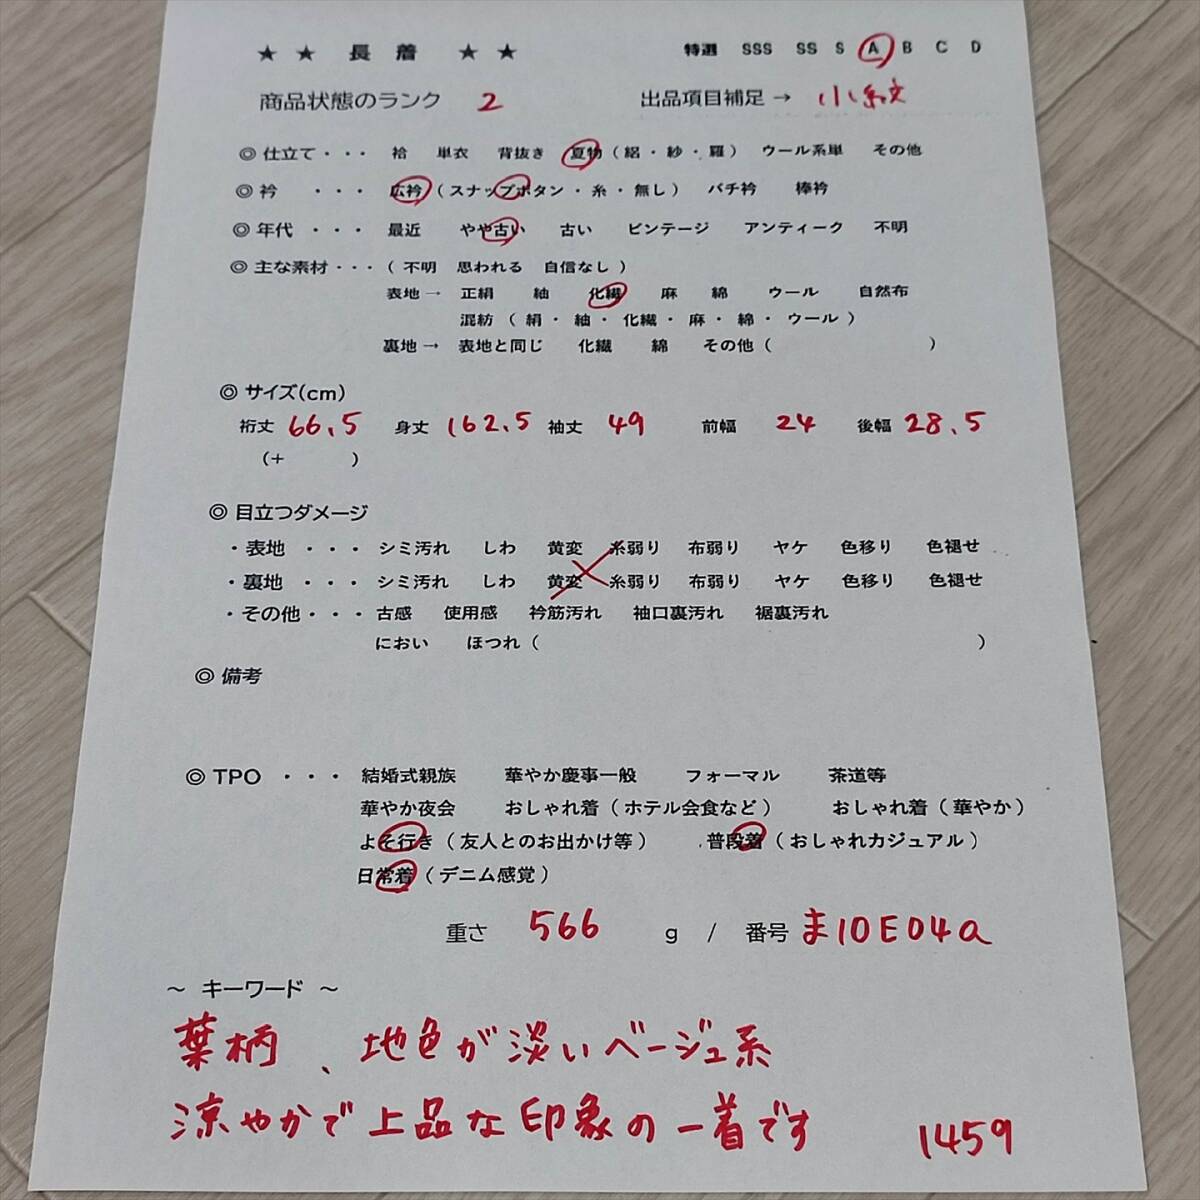 ★ ★ 長 着 ★ ★ 特選 SSS SS S A B C D
商品状態のランク 2 出品項目補足 → 小紋
◎ 仕立て・・・ 袷 単衣 背抜き 夏物 ( 絽 ・ 紗 ・ 羅 ) ウール系単 その他
◎ 衿 ・・・ 広衿 ( スナップボタン ・ 糸 ・ 無し ) バチ衿 棒衿
◎ 年代 ・・・ 最近 やや古い 古い ビンテージ アンティーク 不明
◎ 主な素材・・・ ( 不明 思われる 自信なし )
表地 → 正絹 紬 化繊 麻 綿 ウール 自然布
混紡 ( 絹 ・ 紬 ・ 化繊 ・ 麻 ・ 綿 ・ ウール )
裏地 → 表地と同じ 化繊 綿 その他 ( )
◎ サイズ(cm)
裄丈 66.5 身丈 162.5 袖丈 49 前幅 24 後幅 28.5
(+ )
◎ 目立つダメージ
・表地 ・・・ シミ汚れ しわ 黄変 糸弱り 布弱り ヤケ 色移り 色褪せ
・裏地 ・・・ シミ汚れ しわ 黄変 糸弱り 布弱り ヤケ 色移り 色褪せ
・その他・・・ 古感 使用感 衿筋汚れ 袖口裏汚れ 裾裏汚れ
におい ほつれ ( )
◎ 備考
◎ TPO ・・・ 結婚式親族 華やか慶事一般 フォーマル 茶道等
華やか夜会 おしゃれ着 ( ホテル会食など ) おしゃれ着 ( 華やか )
よそ行き ( 友人とのお出かけ等 ) 普段着 ( おしゃれカジュアル )
日常着 ( デニム感覚 )
重さ 566 g / 番号 ま10E04a
～ キーワード ～
葉柄、地色が淡いベージュ系
涼やかで上品な印象の一着です 1459